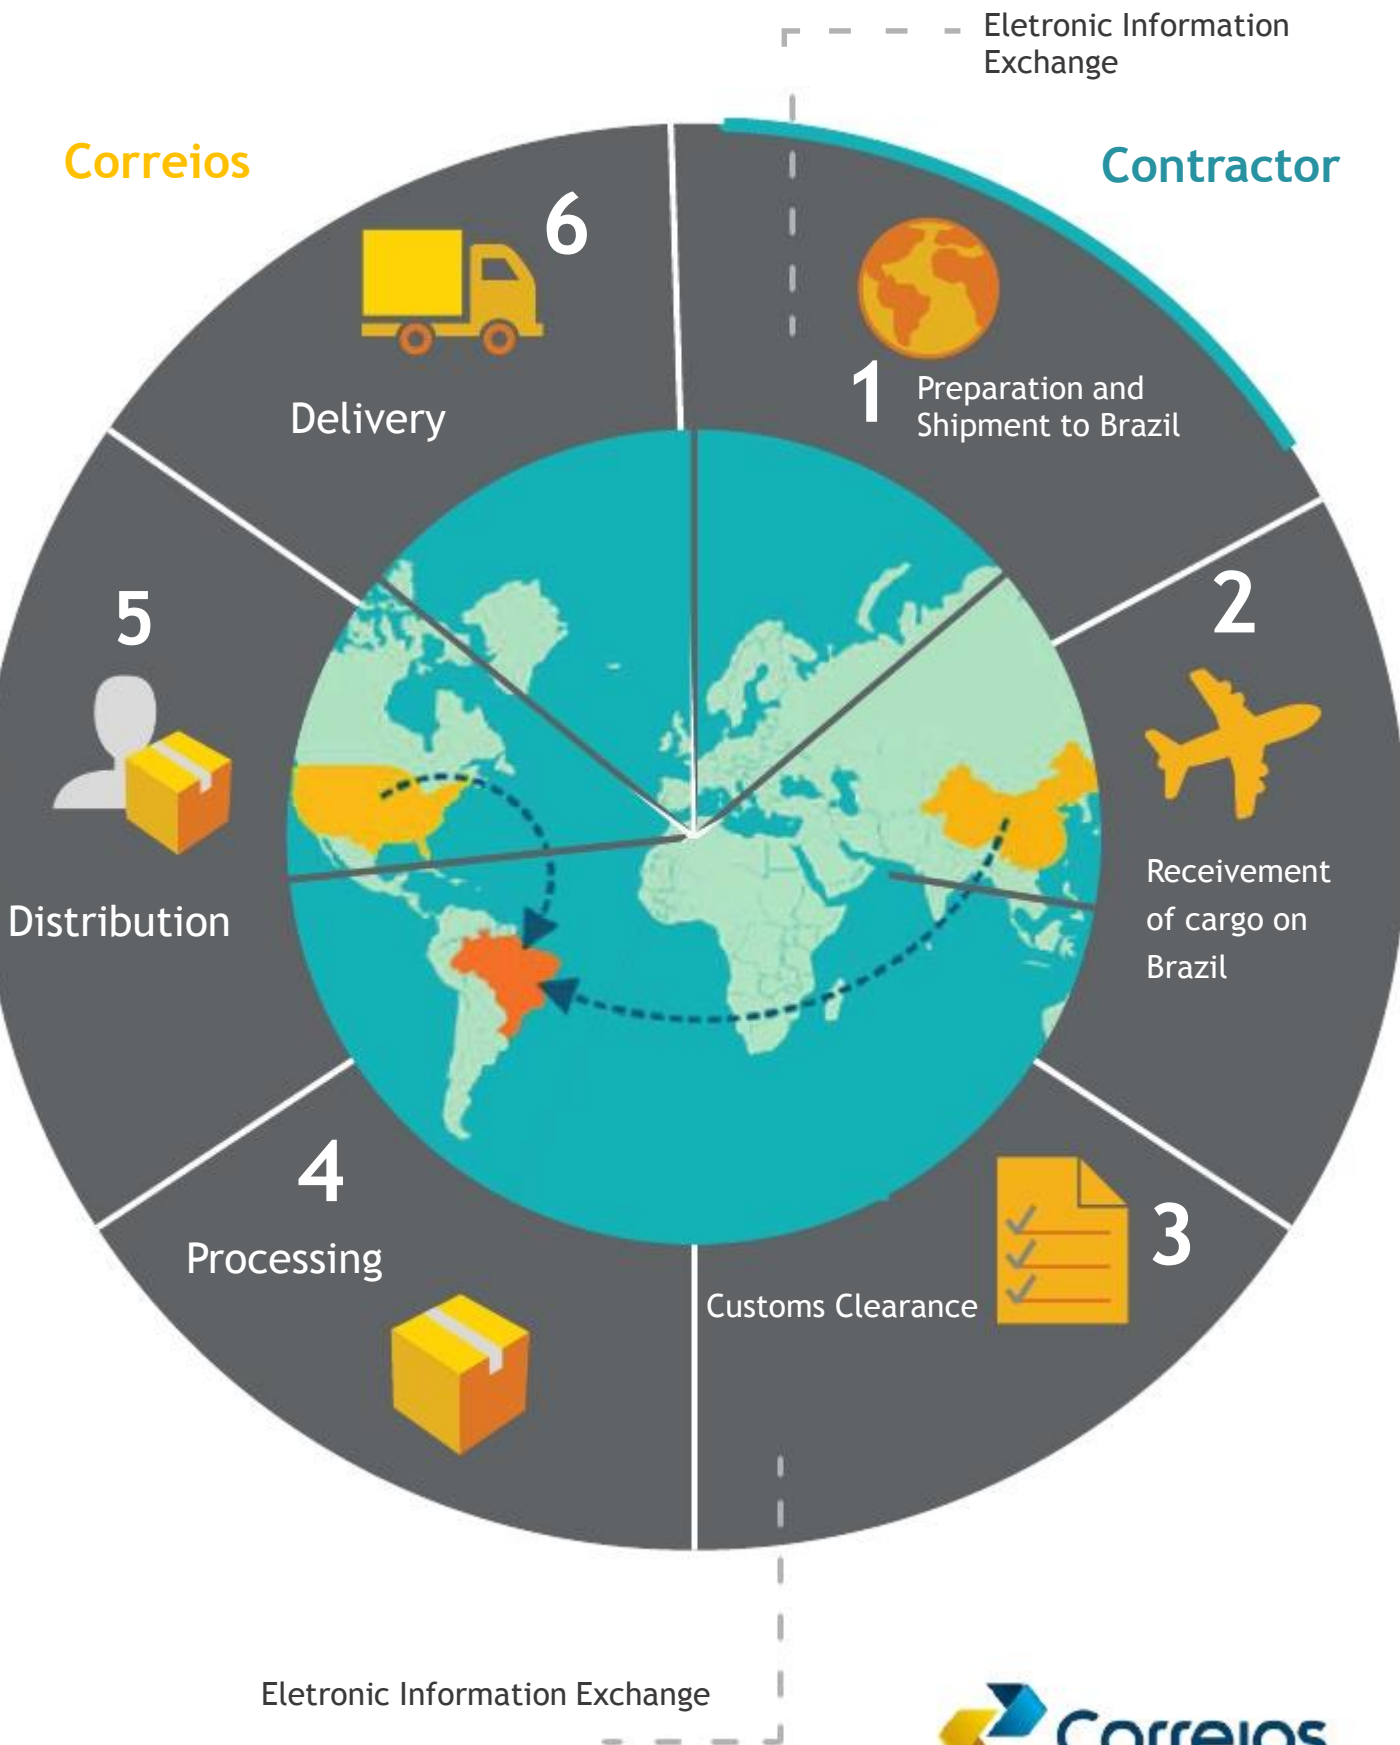 Eletronic Information
Exchange
Correios
Contractor
6
Delivery
1
Preparation and
Shipment to Brazil
2
Receivement
of cargo on
Brazil
5
Distribution
4
Processing
3
Customs Clearance
Eletronic Information Exchange
Correios